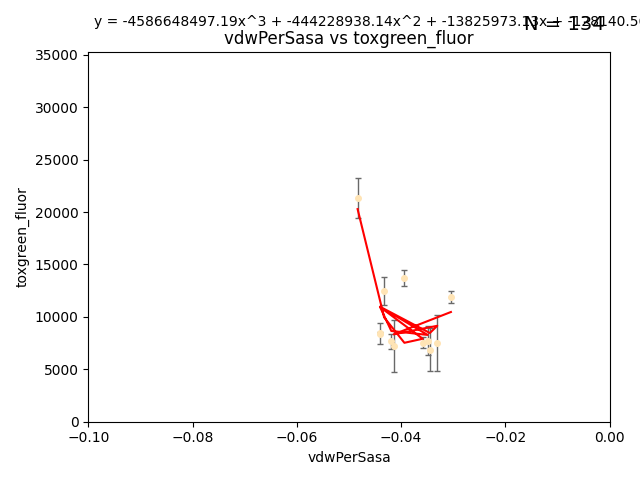 y = -4586648497.19x^3 + -444228938.14x^2 + -13825973.13x +
N = 134
vdwPerSasa vs toxgreen_fluor
toxgreen_fluor
35000
30000
25000
20000
15000
10000
5000
0
−0.10
−0.08
−0.06
−0.04
−0.02
0.00
vdwPerSasa